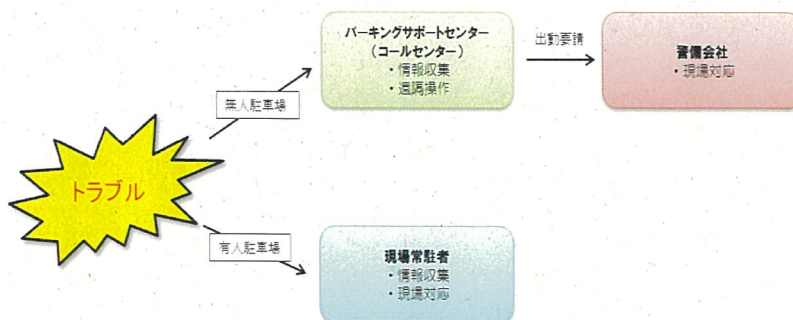 パーキングサポートセンター
（コールセンター）
・情報収集
・遠隔操作
出動要請
警備会社
・現場対応
無人駐車場
トラブル
有人駐車場
現場常駐者
・情報収集
・現場対応